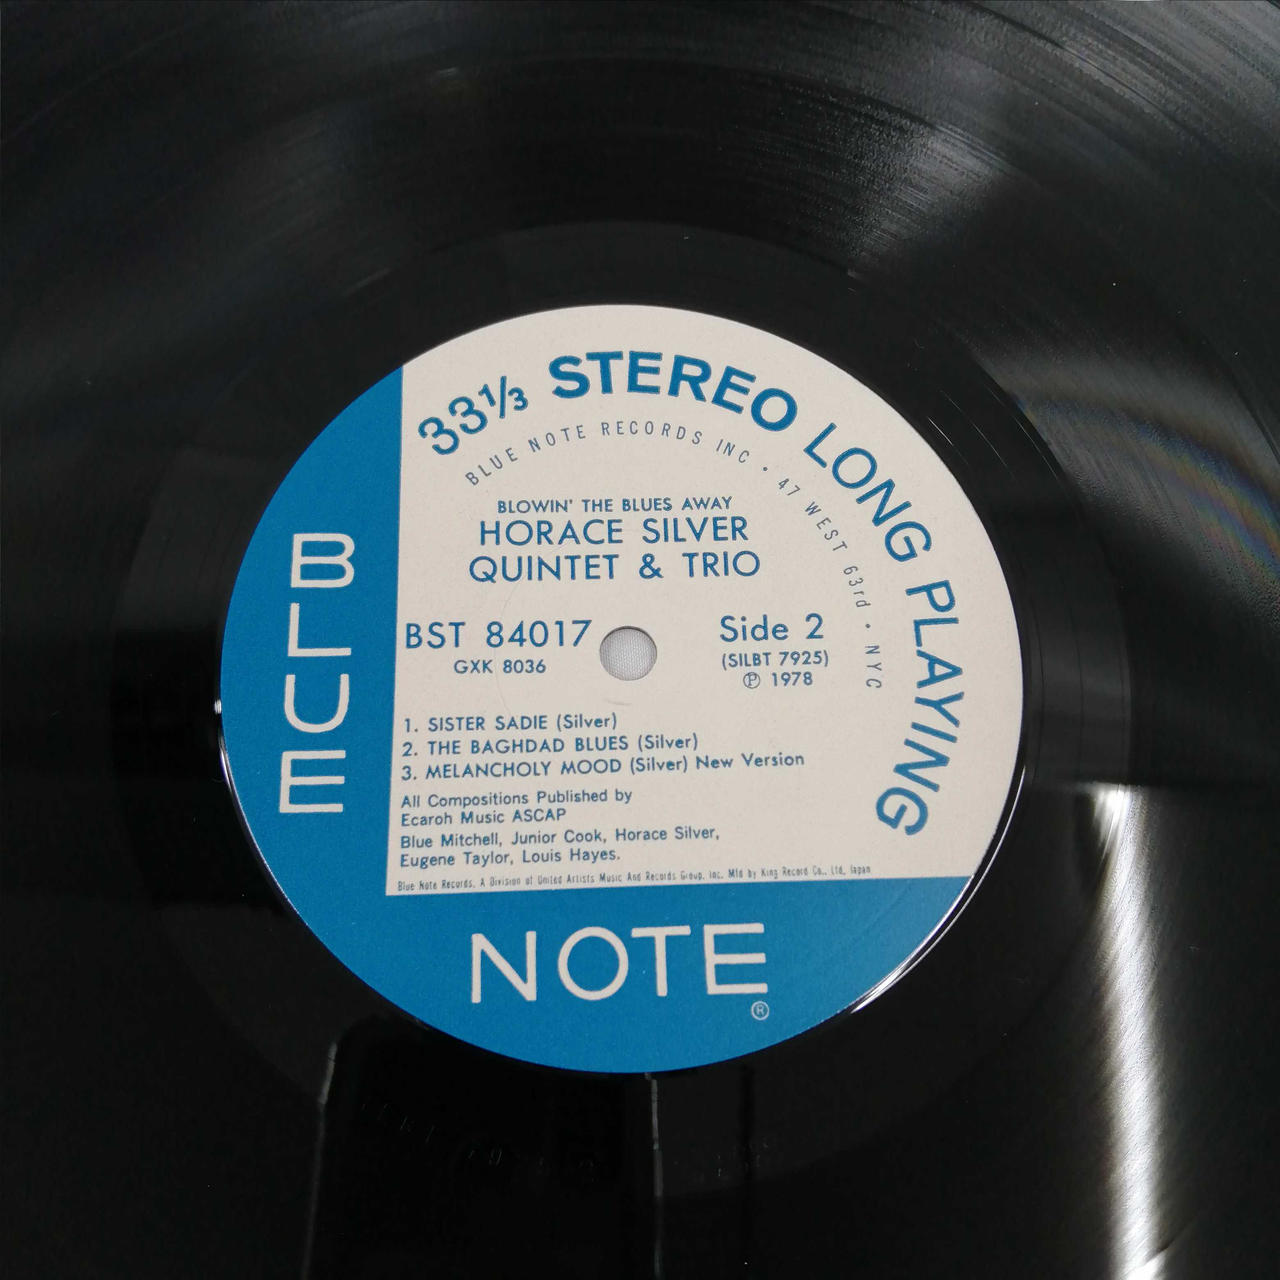 33⅓ STEREO LONG PLAYING
BLUE NOTE RECORDS INC • 47 WEST 63rd • NYC
BLOWIN' THE BLUES AWAY
HORACE SILVER
QUINTET & TRIO
BST 84017
GXK 8036
Side 2
(SILBT 7925)
Ⓟ 1978
1. SISTER SADIE (Silver)
2. THE BAGHDAD BLUES (Silver)
3. MELANCHOLY MOOD (Silver) New Version
All Compositions Published by
Ecaroh Music ASCAP
Blue Mitchell, Junior Cook, Horace Silver,
Eugene Taylor, Louis Hayes.
Blue Note Records, A Division of United Artists Music And Records Group, Inc. Mfd by King Record Co., Ltd, Japan
BLUE
NOTE
®